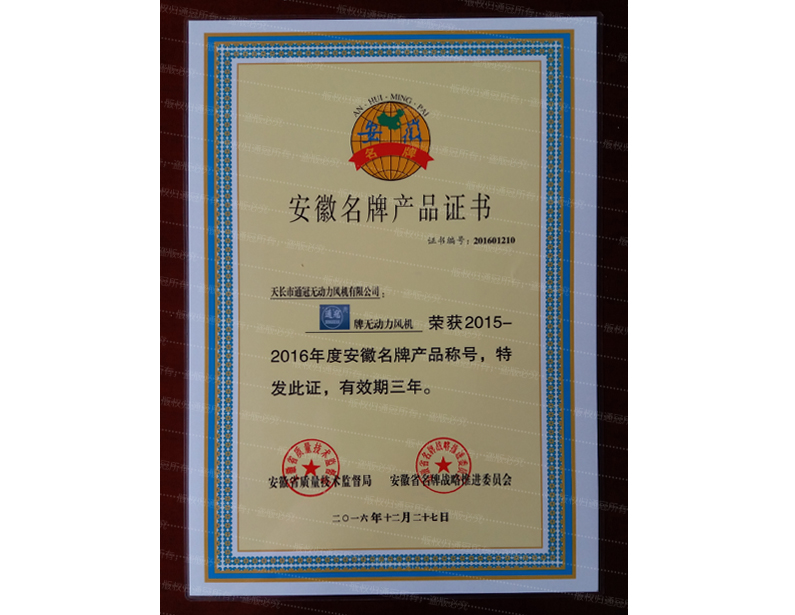 AN·HUI·MING·PAI
安徽
名牌
安徽名牌产品证书
证书编号：201601210
天长市通冠无动力风机有限公司：
通冠
牌无动力风机 荣获2015-
2016年度安徽名牌产品称号，特
发此证，有效期三年。
安徽省质量技术监督局 安徽省名牌战略推进委员会
二〇一六年十二月二十七日